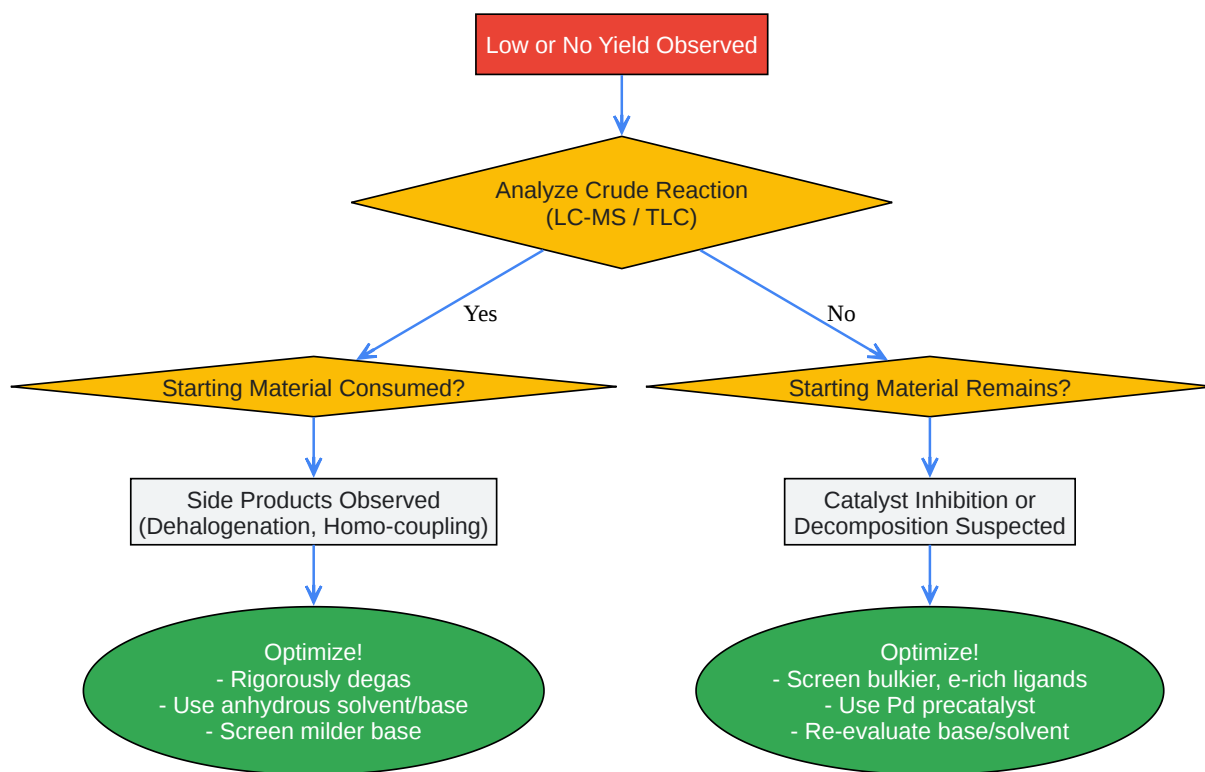 Low or No Yield Observed
Analyze Crude Reaction
(LC-MS / TLC)
Yes
No
Starting Material Consumed?
Starting Material Remains?
Side Products Observed
(Dehalogenation, Homo-coupling)
Catalyst Inhibition or
Decomposition Suspected
Optimize!
- Rigorously degas
- Use anhydrous solvent/base
- Screen milder base
Optimize!
- Screen bulkier, e-rich ligands
- Use Pd precatalyst
- Re-evaluate base/solvent